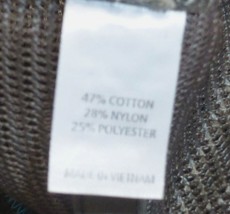 47% COTTON
28% NYLON
25% POLYESTER
MADE IN VIETNAM